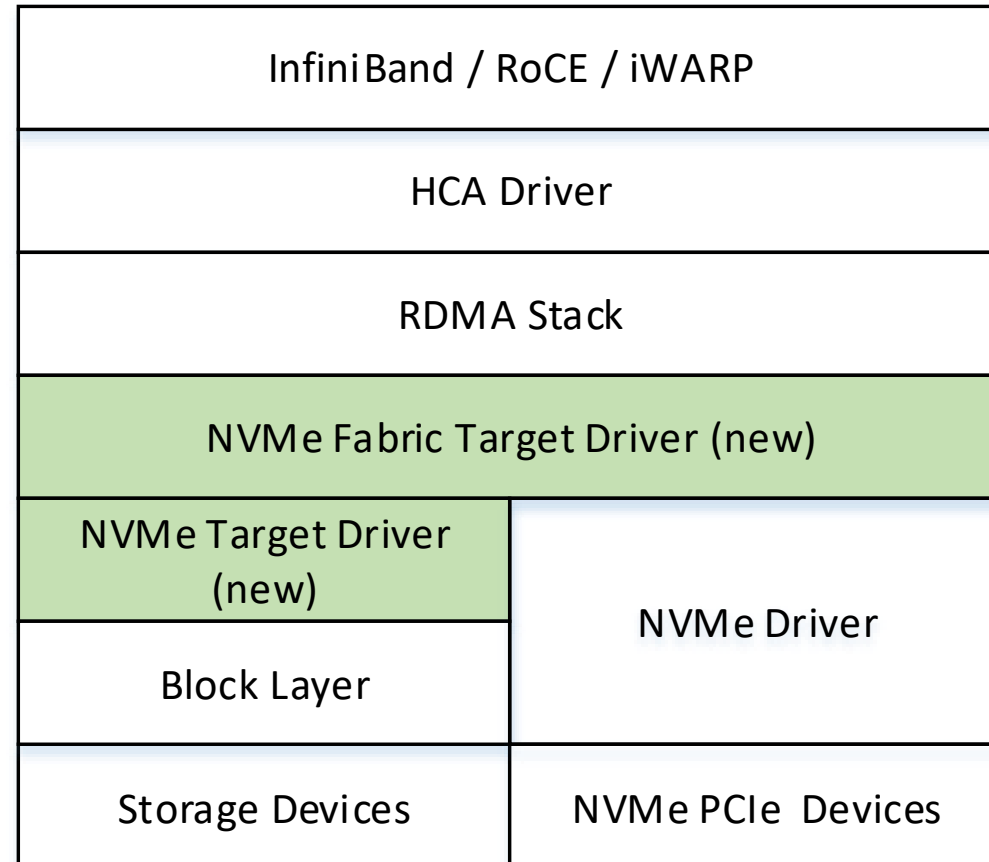 InfiniBand / RoCE / iWARP
HCA Driver
RDMA Stack
NVMe Fabric Target Driver (new)
NVMe Target Driver
(new)
NVMe Driver
Block Layer
Storage Devices
NVMe PCIe Devices